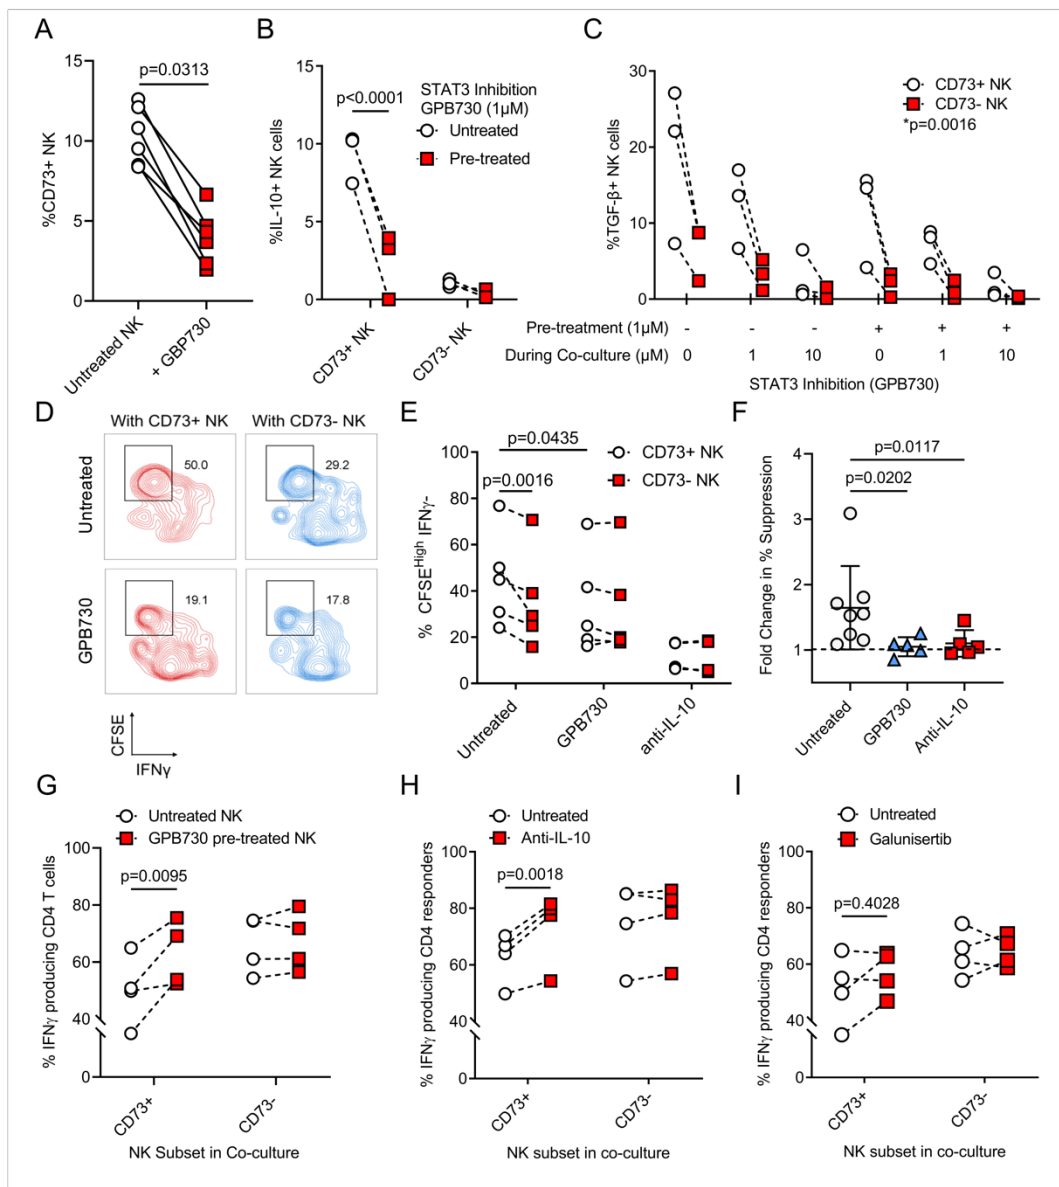 A
B
C
15
10
5
0
%CD73+ NK
p=0.0313
Untreated NK
+ GBP730
15
10
5
0
%IL-10+ NK cells
p<0.0001
STAT3 Inhibition
GPB730 (1µM)
Untreated
Pre-treated
CD73+ NK
CD73- NK
30
20
10
0
%TGF-β+ NK cells
CD73+ NK
CD73- NK
*p=0.0016
Pre-treatment (1µM) - - - + + +
During Co-culture (µM) 0 1 10 0 1 10
STAT3 Inhibition (GPB730)
D
With CD73+ NK With CD73- NK
Untreated
50.0
29.2
GPB730
19.1
17.8
CFSE
IFNγ
E
100
80
60
40
20
0
% CFSEHigh IFNγ-
p=0.0435
p=0.0016
CD73+ NK
CD73- NK
Untreated
GPB730
anti-IL-10
F
4
3
2
1
Fold Change in % Suppression
p=0.0117
p=0.0202
Untreated
GPB730
Anti-IL-10
G
Untreated NK
GPB730 pre-treated NK
100
80
60
40
0
% IFNγ producing CD4 T cells
p=0.0095
CD73+
CD73-
NK Subset in Co-culture
H
Untreated
Anti-IL-10
100
80
60
40
0
% IFNγ producing CD4 responders
p=0.0018
CD73+
CD73-
NK subset in co-culture
I
Untreated
Galunisertib
100
80
60
40
0
% IFNγ producing CD4 responders
p=0.4028
CD73+
CD73-
NK subset in co-culture